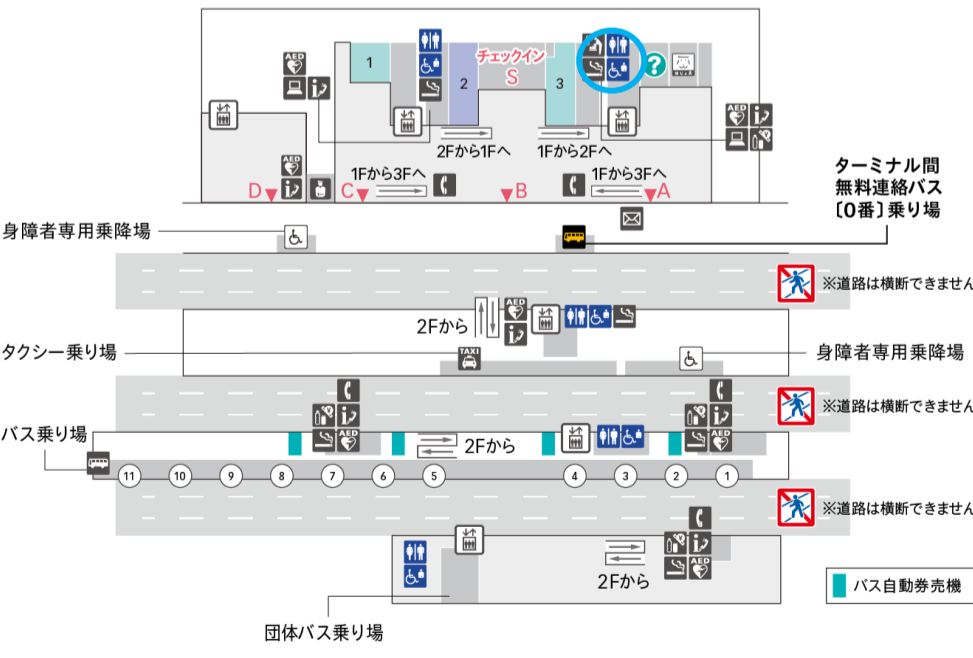 AED
1
2
チェックイン
S
3
?
AED
2Fから1Fへ
1Fから2Fへ
AED
1Fから3Fへ
1Fから3Fへ
D
C
B
A
ターミナル間
無料連絡バス
〔0番〕乗り場
身障者専用乗降場
※道路は横断できません
2Fから
AED
タクシー乗り場
TAXI
身障者専用乗降場
※道路は横断できません
バス乗り場
AED
2Fから
AED
11
10
9
8
7
6
5
4
3
2
1
※道路は横断できません
2Fから
AED
バス自動券売機
団体バス乗り場